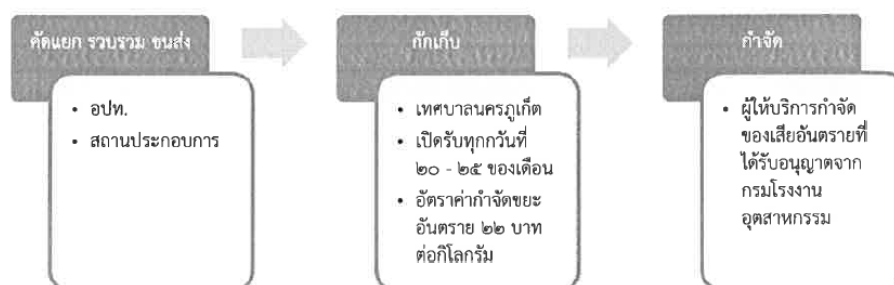 คัดแยก รวบรวม ขนส่ง
• อปท.
• สถานประกอบการ
กักเก็บ
• เทศบาลนครภูเก็ต
• เปิดรับทุกกวันที่
๒๐ - ๒๕ ของเดือน
• อัตราค่ากำจัดขยะ
อันตราย ๒๒ บาท
ต่อกิโลกรัม
กำจัด
• ผู้ให้บริการกำจัด
ของเสียอันตรายที่
ได้รับอนุญาตจาก
กรมโรงงาน
อุตสาหกรรม